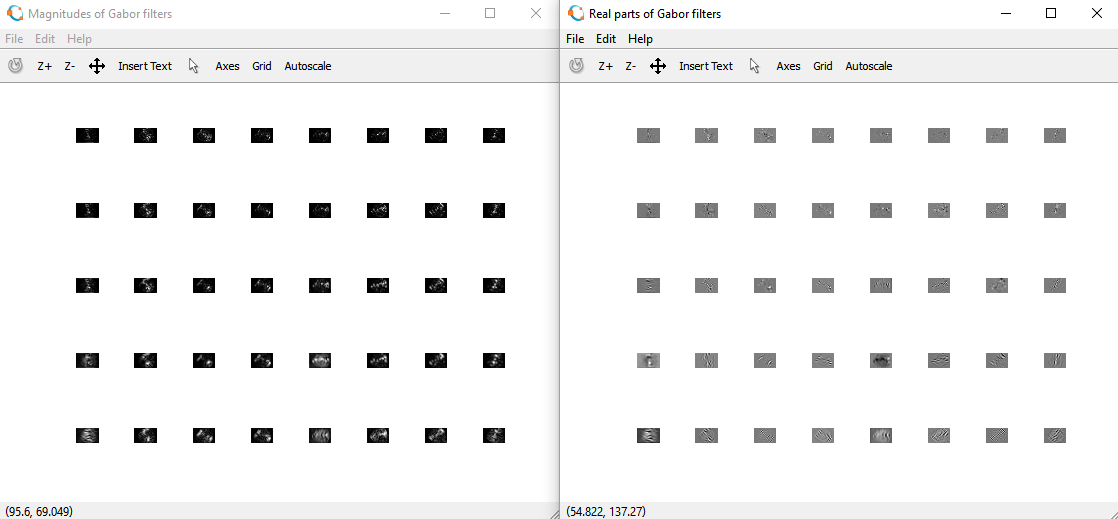 Magnitudes of Gabor filters
File Edit Help
Z+ Z- Insert Text Axes Grid Autoscale
(95.6, 69.049)
Real parts of Gabor filters
File Edit Help
Z+ Z- Insert Text Axes Grid Autoscale
(54.822, 137.27)